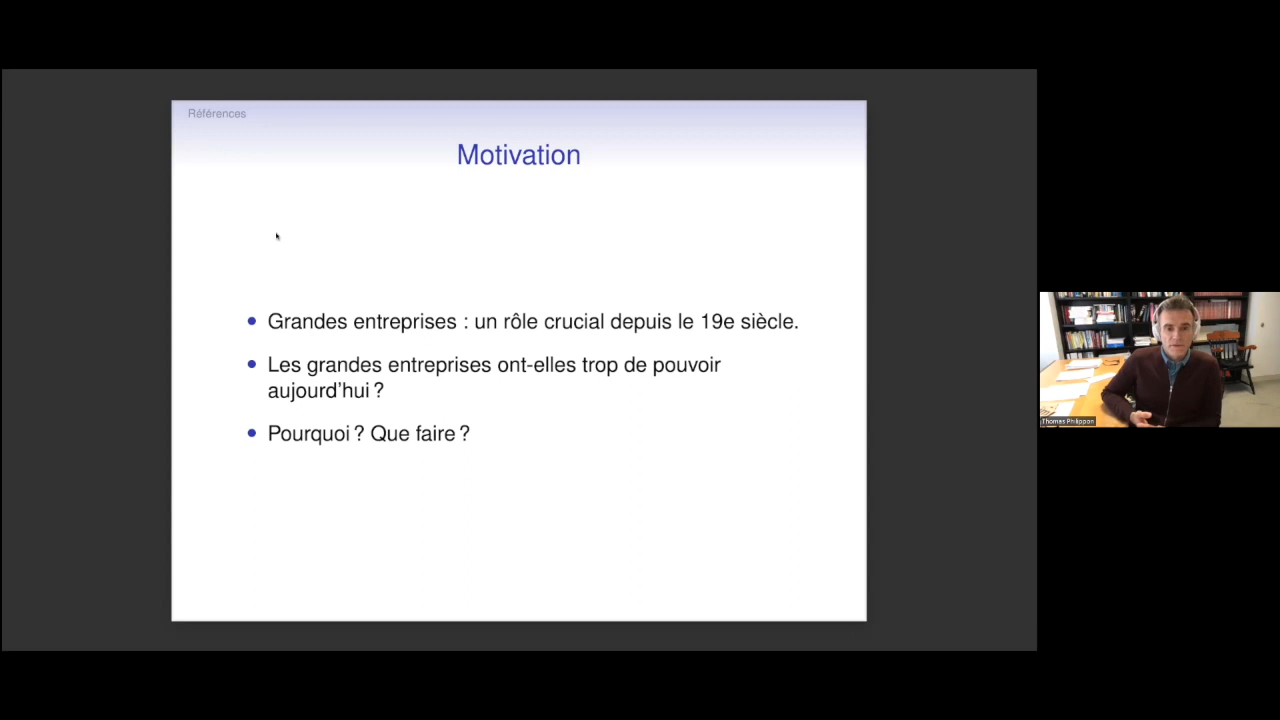 Références
Motivation
Grandes entreprises : un rôle crucial depuis le 19e siècle.
Les grandes entreprises ont-elles trop de pouvoir
aujourd'hui ?
Pourquoi ? Que faire ?
Thomas Philippon